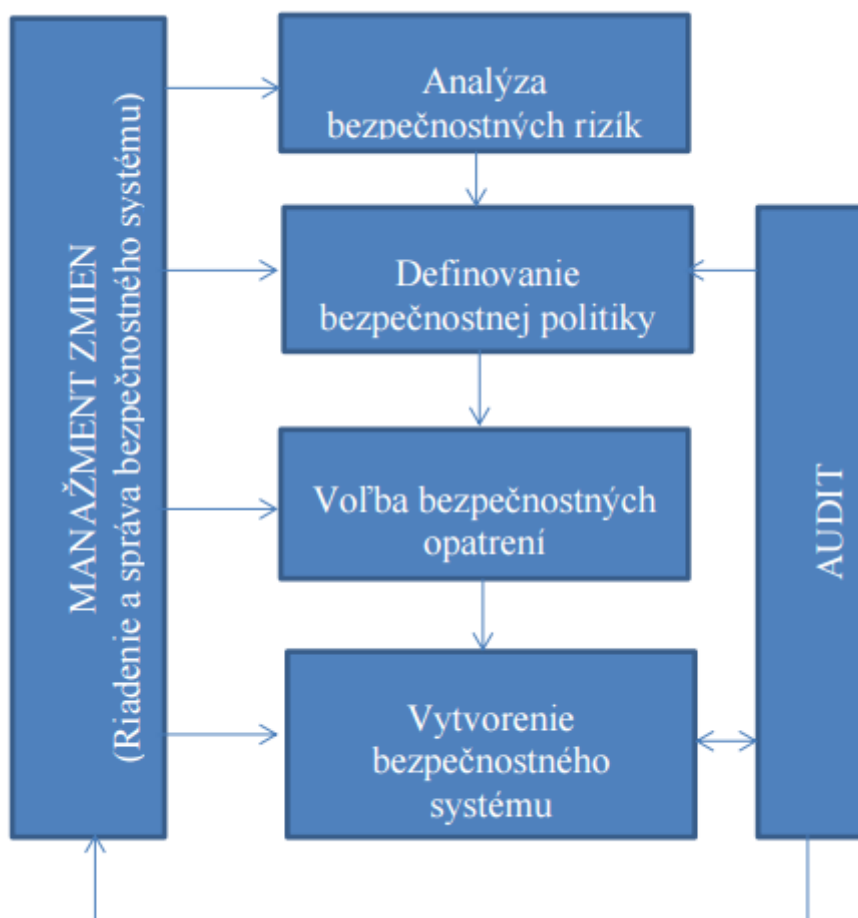 MANAŽMENT ZMIEN
(Riadenie a správa bezpečnostného systému)
Analýza
bezpečnostných rizík
Definovanie
bezpečnostnej politiky
Voľba bezpečnostných
opatrení
Vytvorenie
bezpečnostného
systému
AUDIT